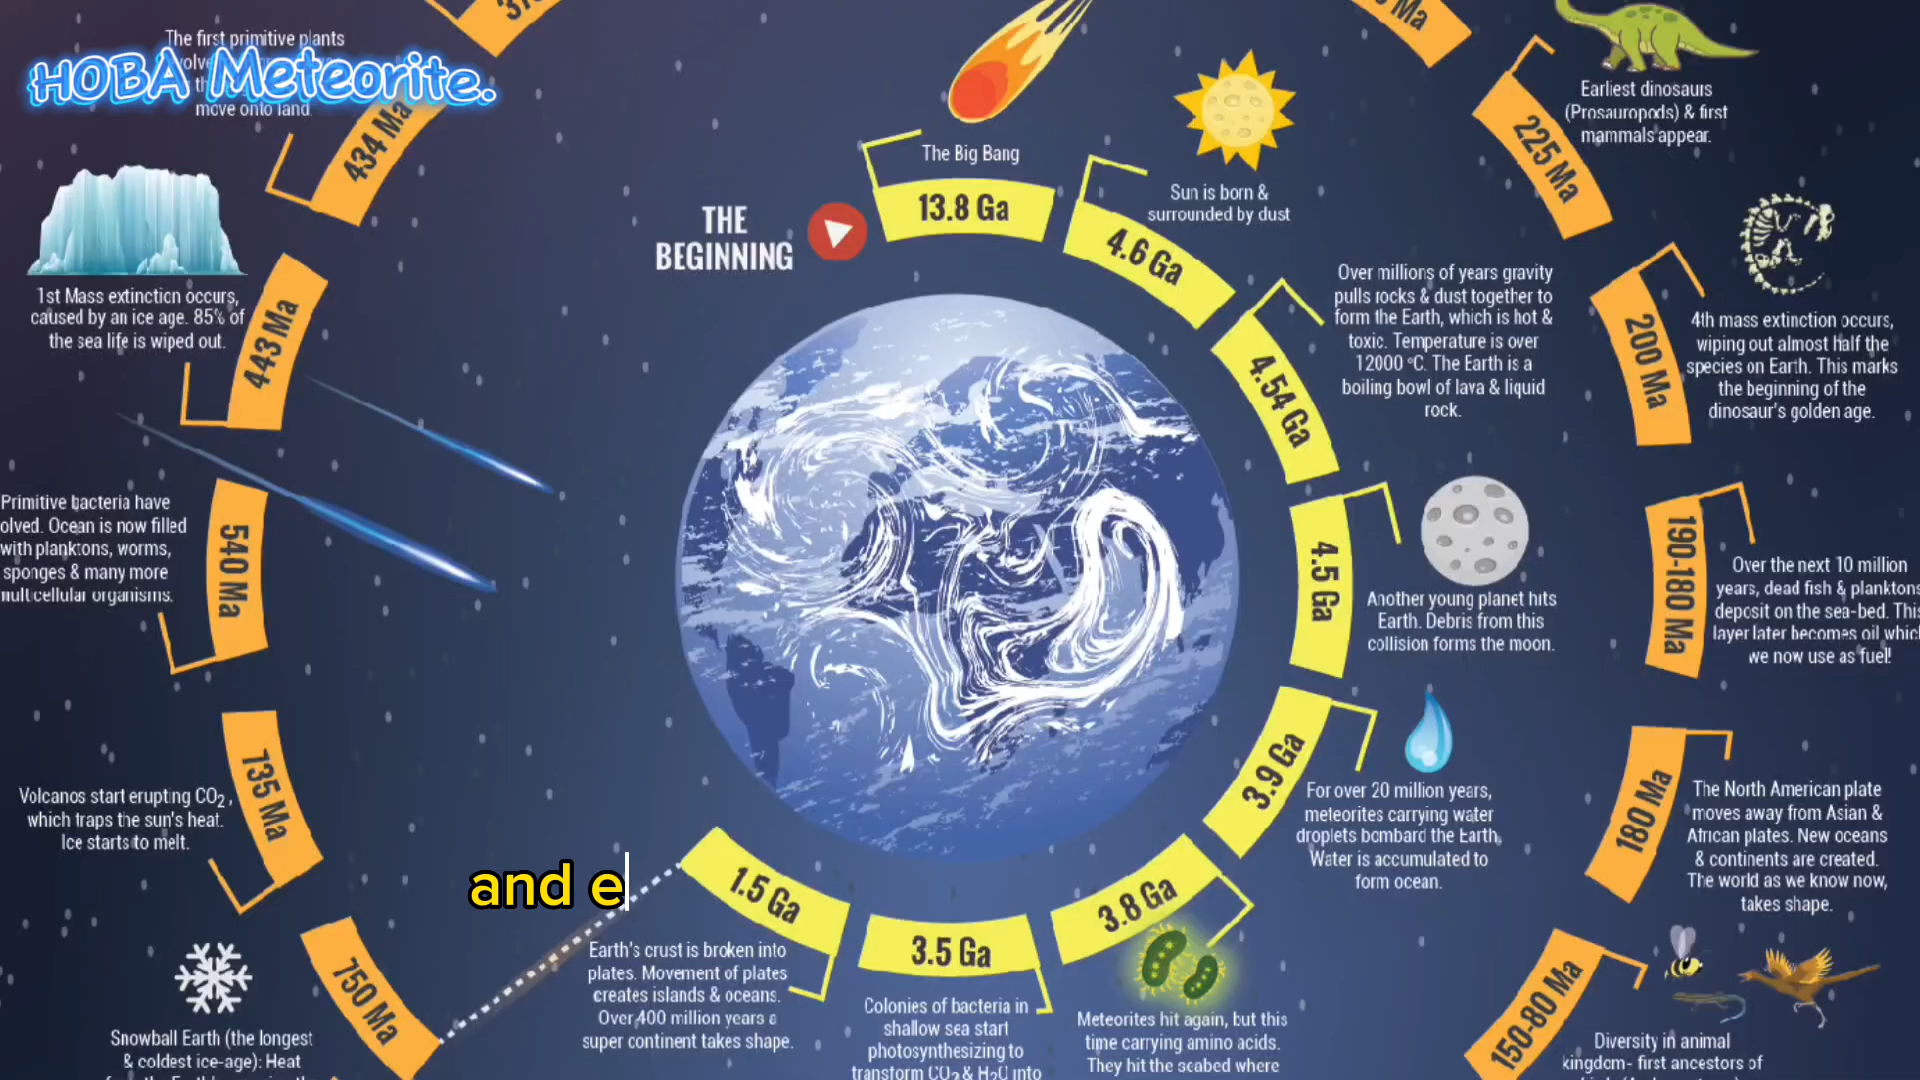 HOBA Meteorite.
The first primitive plants
move onto land.
434 Ma
1st Mass extinction occurs,
caused by an ice age. 85% of
the sea life is wiped out.
443 Ma
Primitive bacteria have
olved. Ocean is now filled
with planktons, worms,
sponges & many more
multicellular organisms.
540 Ma
Volcanos start erupting CO2,
which traps the sun's heat.
Ice starts to melt.
735 Ma
750 Ma
Snowball Earth (the longest
& coldest ice-age): Heat
THE
BEGINNING
The Big Bang
13.8 Ga
Sun is born &
surrounded by dust
4.6 Ga
Over millions of years gravity
pulls rocks & dust together to
form the Earth, which is hot &
toxic. Temperature is over
12000 °C. The Earth is a
boiling bowl of lava & liquid
rock.
4.54 Ga
Another young planet hits
Earth. Debris from this
collision forms the moon.
4.5 Ga
For over 20 million years,
meteorites carrying water
droplets bombard the Earth.
Water is accumulated to
form ocean.
3.9 Ga
3.8 Ga
Meteorites hit again, but this
time carrying amino acids.
They hit the seabed where
3.5 Ga
Colonies of bacteria in
shallow sea start
photosynthesizing to
transform CO2 & H2O into
1.5 Ga
Earth's crust is broken into
plates. Movement of plates
creates islands & oceans.
Over 400 million years a
super continent takes shape.
and e
Earliest dinosaurs
(Prosauropods) & first
mammals appear.
225 Ma
4th mass extinction occurs,
wiping out almost half the
species on Earth. This marks
the beginning of the
dinosaur's golden age.
200 Ma
Over the next 10 million
years, dead fish & planktons
deposit on the sea-bed. This
layer later becomes oil which
we now use as fuel!
190-180 Ma
The North American plate
moves away from Asian &
African plates. New oceans
& continents are created.
The world as we know now,
takes shape.
180 Ma
150-80 Ma
Diversity in animal
kingdom- first ancestors of